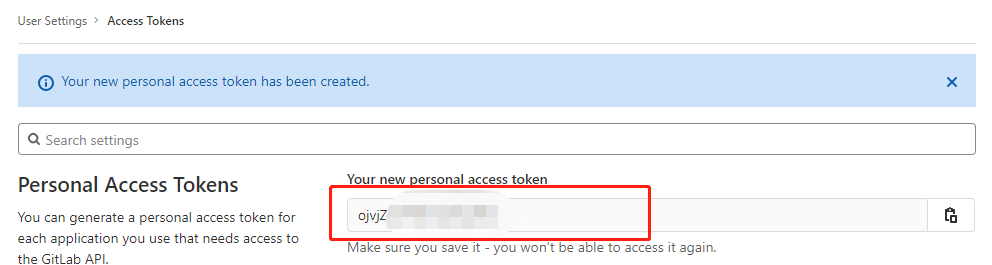 User Settings > Access Tokens
Your new personal access token has been created.
Search settings
Personal Access Tokens
You can generate a personal access token for
each application you use that needs access to
the GitLab API.
Your new personal access token
ojvjZ
Make sure you save it - you won't be able to access it again.